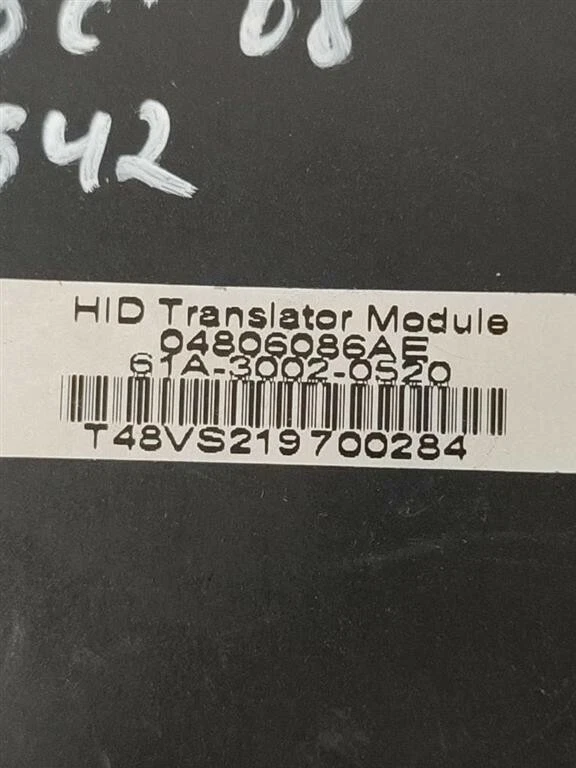 08
542
HID Translator Module
04806086AE
61A-3002-0520
T48VS219700284